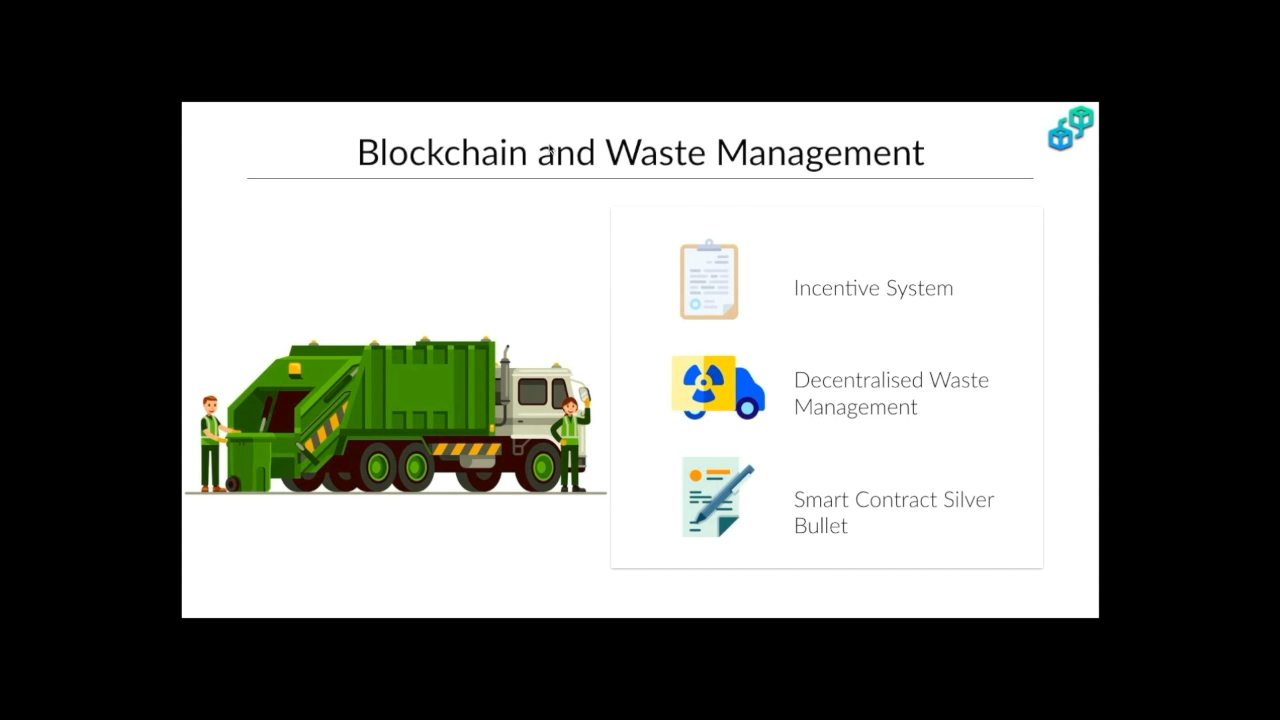 Blockchain and Waste Management
Incentive System
Decentralised Waste
Management
Smart Contract Silver
Bullet